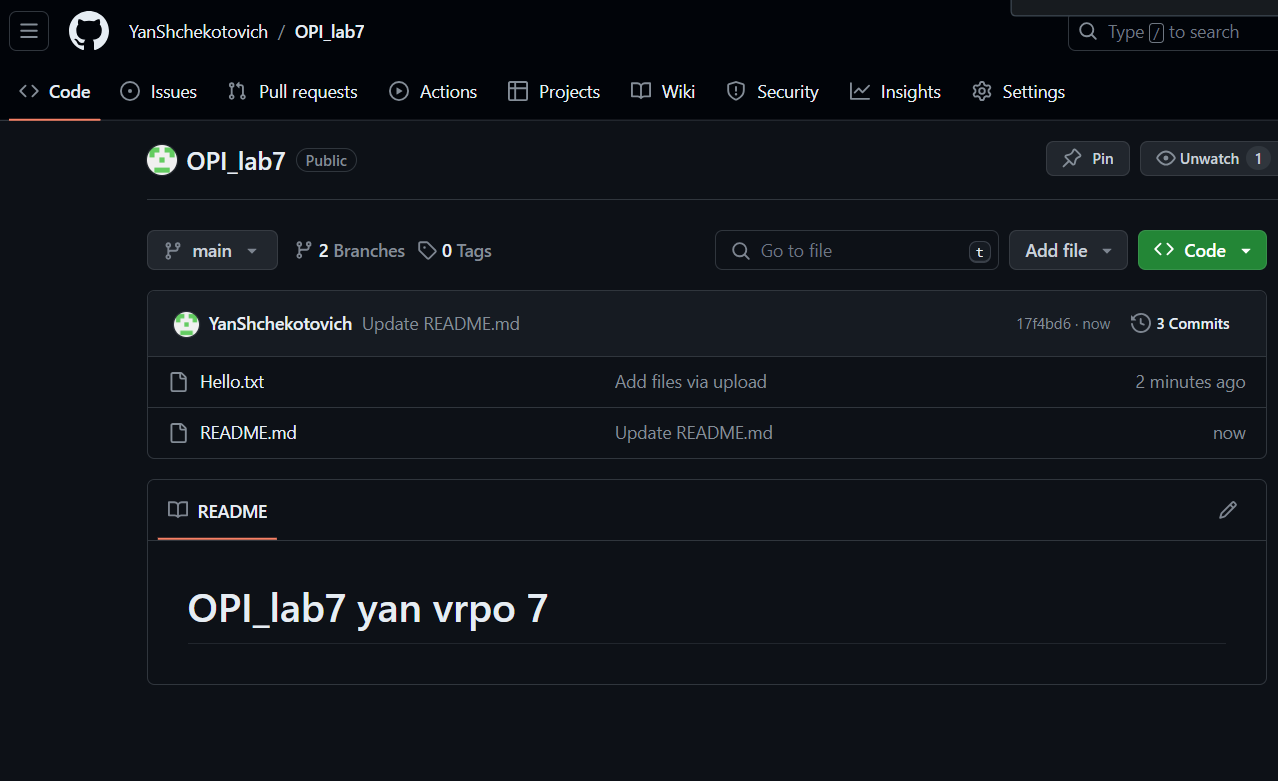 YanShchekotovich / OPI_lab7
Type / to search
Code Issues Pull requests Actions Projects Wiki Security Insights Settings
OPI_lab7 Public
Pin Unwatch 1
main 2 Branches 0 Tags Go to file t Add file Code
YanShchekotovich Update README.md 17f4bd6 · now 3 Commits
Hello.txt Add files via upload 2 minutes ago
README.md Update README.md now
README
OPI_lab7 yan vrpo 7